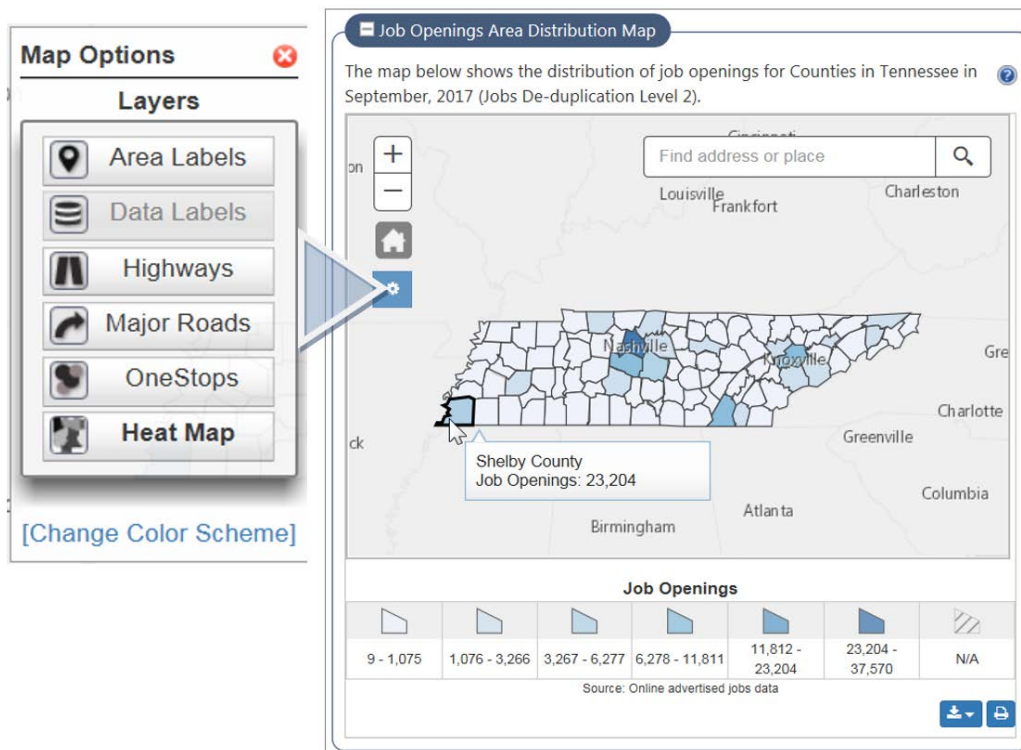 Map Options
Layers
Area Labels
Data Labels
Highways
Major Roads
OneStops
Heat Map
[Change Color Scheme]
Job Openings Area Distribution Map
The map below shows the distribution of job openings for Counties in Tennessee in
September, 2017 (Jobs De-duplication Level 2).
Find address or place
on
Louisville
Frankfort
Charleston
Nashville
Knoxville
Gre
Charlotte
ck
Greenville
Shelby County
Job Openings: 23,204
Columbia
Atlanta
Birmingham
Job Openings
9 - 1,075
1,076 - 3,266
3,267 - 6,277
6,278 - 11,811
11,812 -
23,204
23,204 -
37,570
N/A
Source: Online advertised jobs data